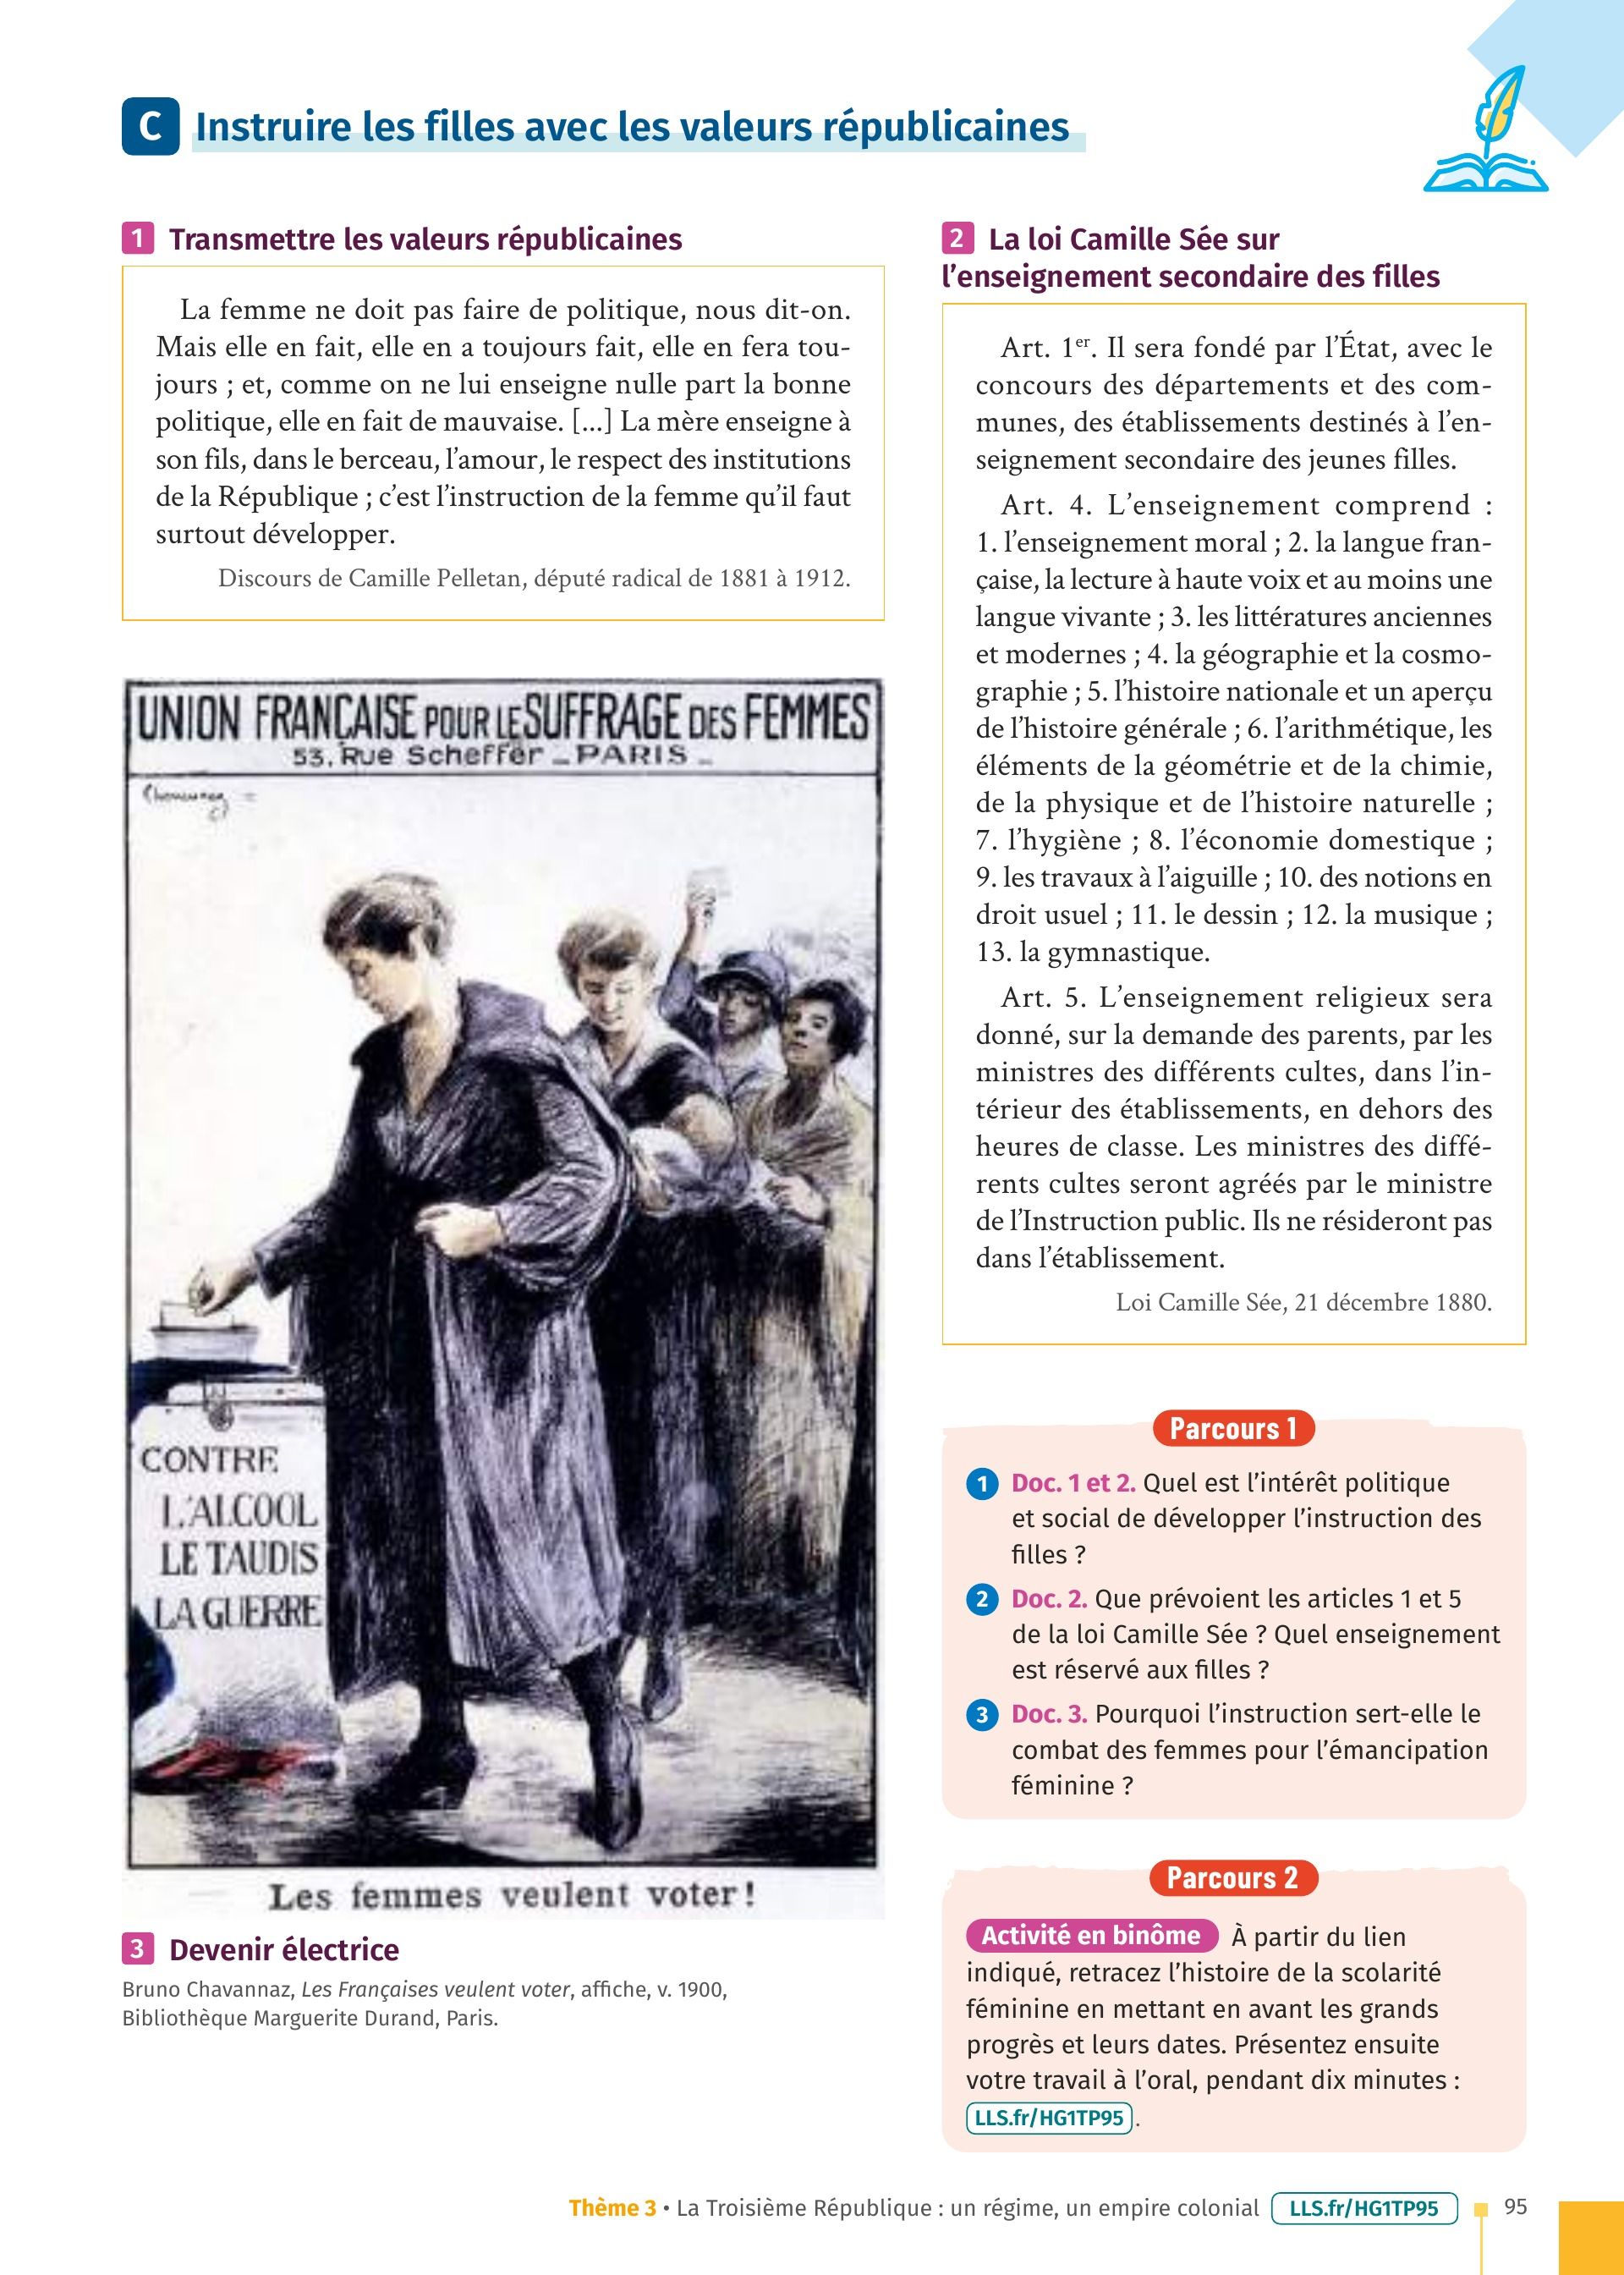 C Instruire les filles avec les valeurs républicaines
1 Transmettre les valeurs républicaines
La femme ne doit pas faire de politique, nous dit-on.
Mais elle en fait, elle en a toujours fait, elle en fera tou-
jours ; et, comme on ne lui enseigne nulle part la bonne
politique, elle en fait de mauvaise. [...] La mère enseigne à
son fils, dans le berceau, l'amour, le respect des institutions
de la République ; c'est l'instruction de la femme qu'il faut
surtout développer.
Discours de Camille Pelletan, député radical de 1881 à 1912.
UNION FRANÇAISE POUR LE SUFFRAGE DES FEMMES
53, Rue Scheffer _ PARIS _
CONTRE
L'ALCOOL
LE TAUDIS
LA GUERRE
Les femmes veulent voter !
3 Devenir électrice
Bruno Chavannaz, Les Françaises veulent voter, affiche, v. 1900,
Bibliothèque Marguerite Durand, Paris.
2 La loi Camille Sée sur
l'enseignement secondaire des filles
Art. 1er. Il sera fondé par l'État, avec le
concours des départements et des com-
munes, des établissements destinés à l'en-
seignement secondaire des jeunes filles.
Art. 4. L'enseignement comprend :
1. l'enseignement moral ; 2. la langue fran-
çaise, la lecture à haute voix et au moins une
langue vivante ; 3. les littératures anciennes
et modernes ; 4. la géographie et la cosmo-
graphie ; 5. l'histoire nationale et un aperçu
de l'histoire générale ; 6. l'arithmétique, les
éléments de la géométrie et de la chimie,
de la physique et de l'histoire naturelle ;
7. l'hygiène ; 8. l'économie domestique ;
9. les travaux à l'aiguille ; 10. des notions en
droit usuel ; 11. le dessin ; 12. la musique ;
13. la gymnastique.
Art. 5. L'enseignement religieux sera
donné, sur la demande des parents, par les
ministres des différents cultes, dans l'in-
térieur des établissements, en dehors des
heures de classe. Les ministres des diffé-
rents cultes seront agréés par le ministre
de l'Instruction public. Ils ne résideront pas
dans l'établissement.
Loi Camille Sée, 21 décembre 1880.
Parcours 1
1 Doc. 1 et 2. Quel est l'intérêt politique
et social de développer l'instruction des
filles ?
2 Doc. 2. Que prévoient les articles 1 et 5
de la loi Camille Sée ? Quel enseignement
est réservé aux filles ?
3 Doc. 3. Pourquoi l'instruction sert-elle le
combat des femmes pour l'émancipation
féminine ?
Parcours 2
Activité en binôme À partir du lien
indiqué, retracez l'histoire de la scolarité
féminine en mettant en avant les grands
progrès et leurs dates. Présentez ensuite
votre travail à l'oral, pendant dix minutes :
LLS.fr/HG1TP95 .
Thème 3 • La Troisième République : un régime, un empire colonial LLS.fr/HG1TP95 95